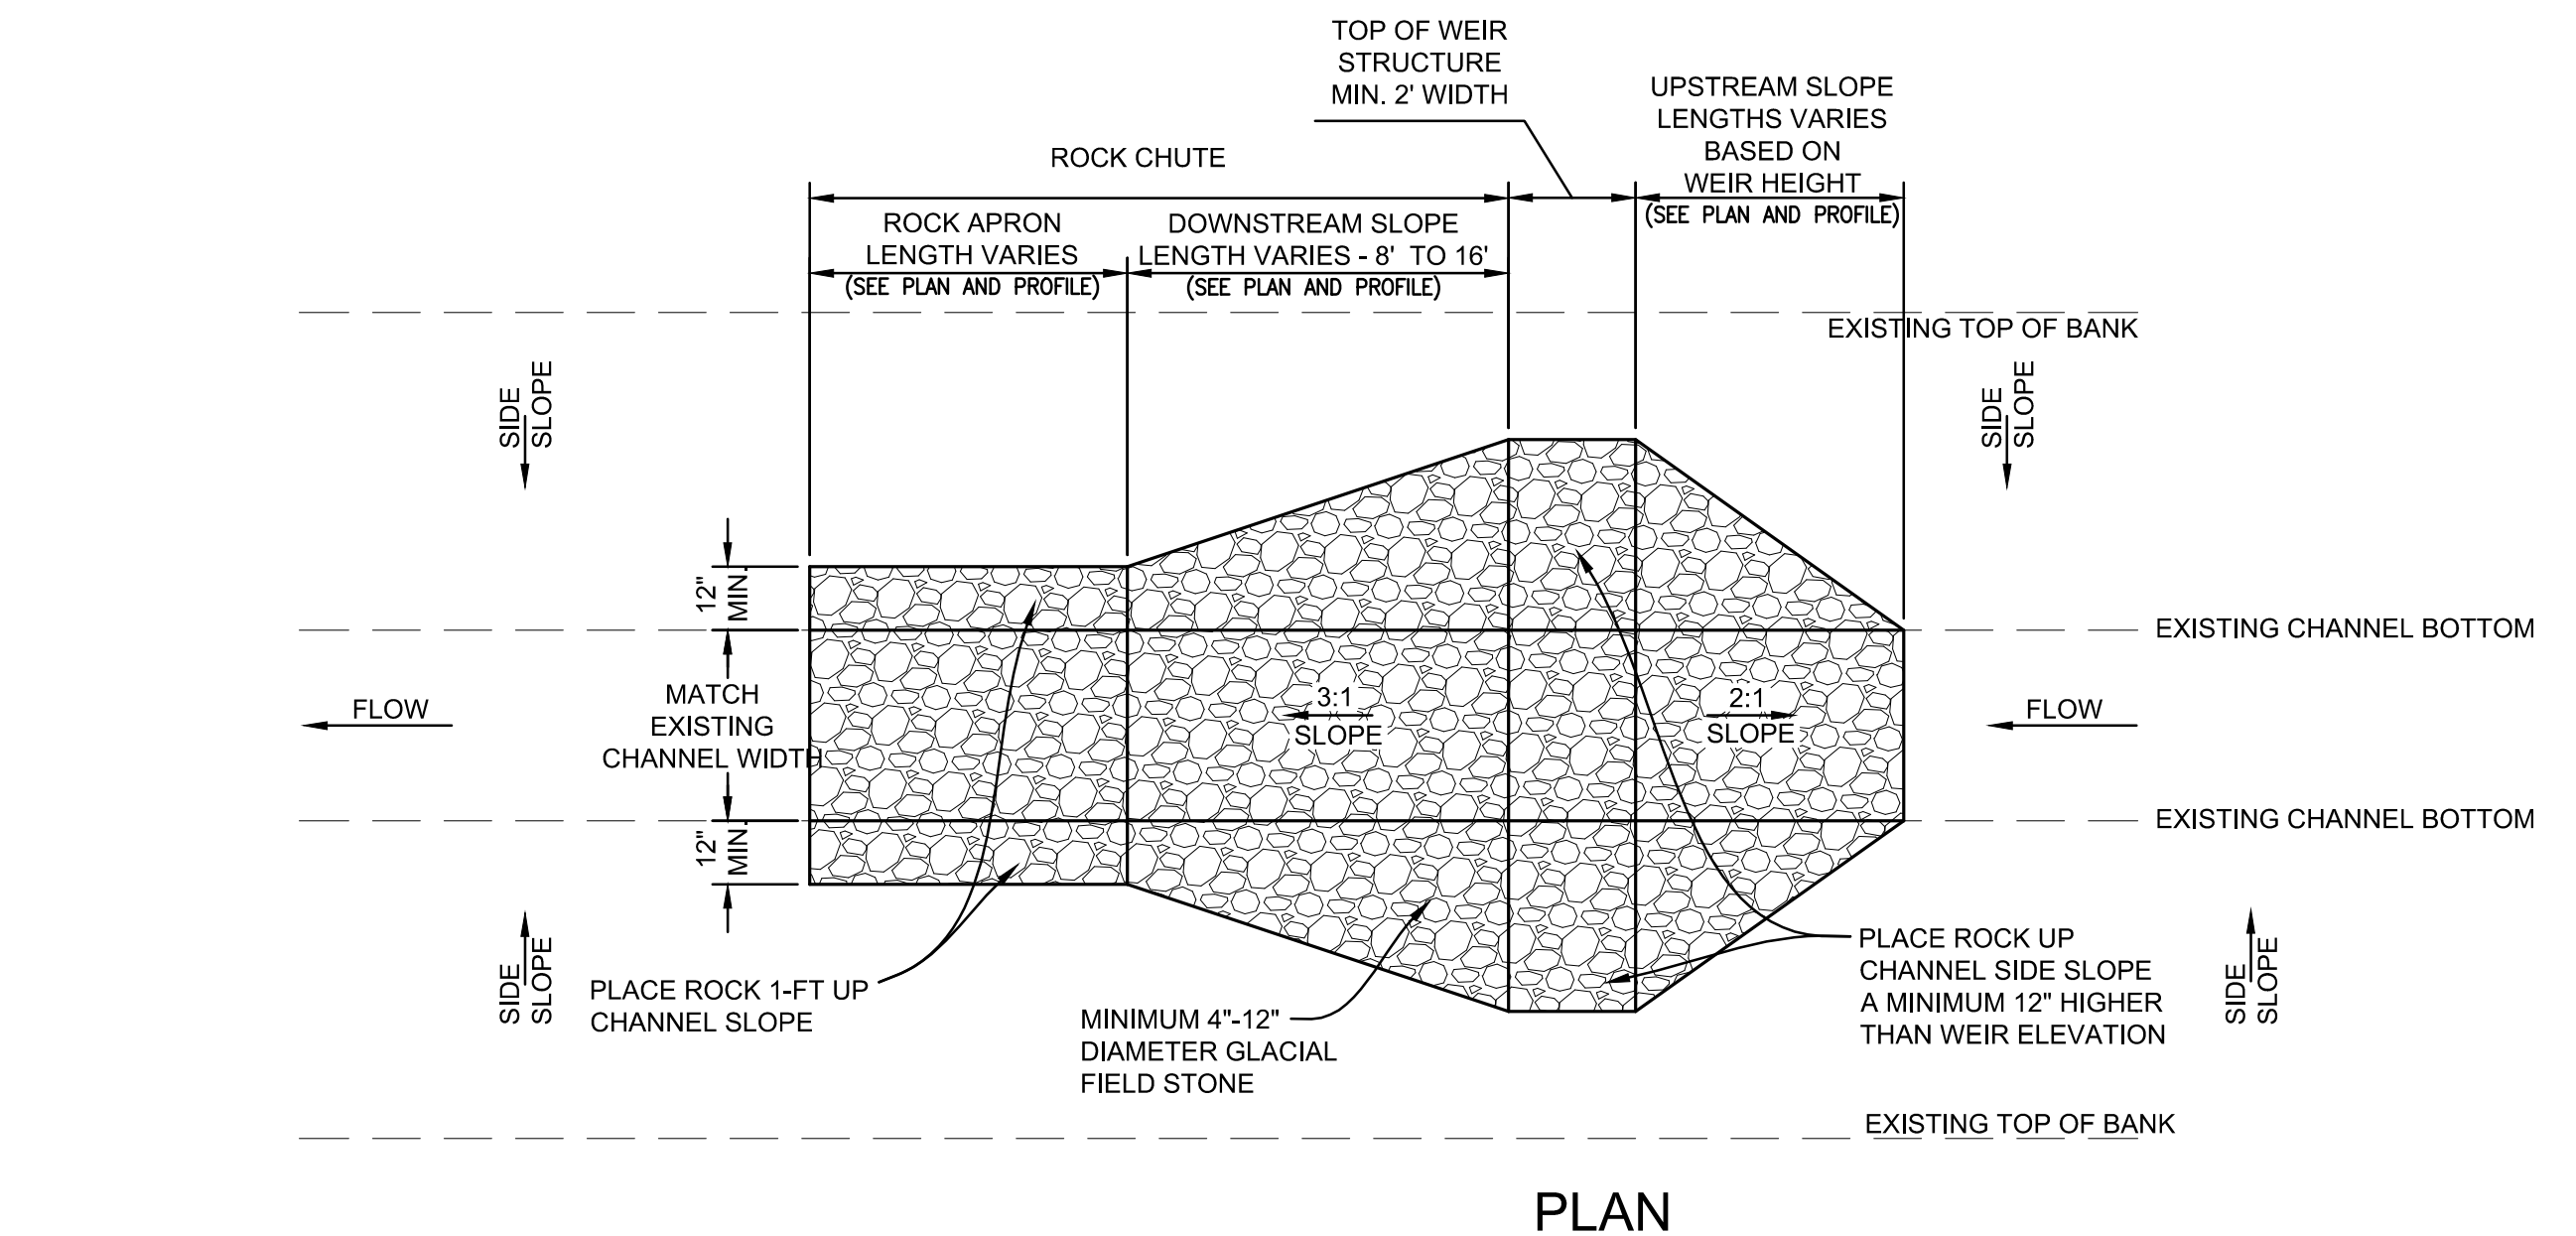 TOP OF WEIR
STRUCTURE
MIN. 2' WIDTH
UPSTREAM SLOPE
LENGTHS VARIES
BASED ON
WEIR HEIGHT
(SEE PLAN AND PROFILE)
ROCK CHUTE
ROCK APRON
LENGTH VARIES
(SEE PLAN AND PROFILE)
DOWNSTREAM SLOPE
LENGTH VARIES - 8' TO 16'
(SEE PLAN AND PROFILE)
EXISTING TOP OF BANK
SIDE
SLOPE
SIDE
SLOPE
12"
MIN.
EXISTING CHANNEL BOTTOM
FLOW
MATCH
EXISTING
CHANNEL WIDTH
3:1
SLOPE
2:1
SLOPE
FLOW
12"
MIN.
EXISTING CHANNEL BOTTOM
SIDE
SLOPE
PLACE ROCK 1-FT UP
CHANNEL SLOPE
MINIMUM 4"-12"
DIAMETER GLACIAL
FIELD STONE
PLACE ROCK UP
CHANNEL SIDE SLOPE
A MINIMUM 12" HIGHER
THAN WEIR ELEVATION
SIDE
SLOPE
EXISTING TOP OF BANK
PLAN